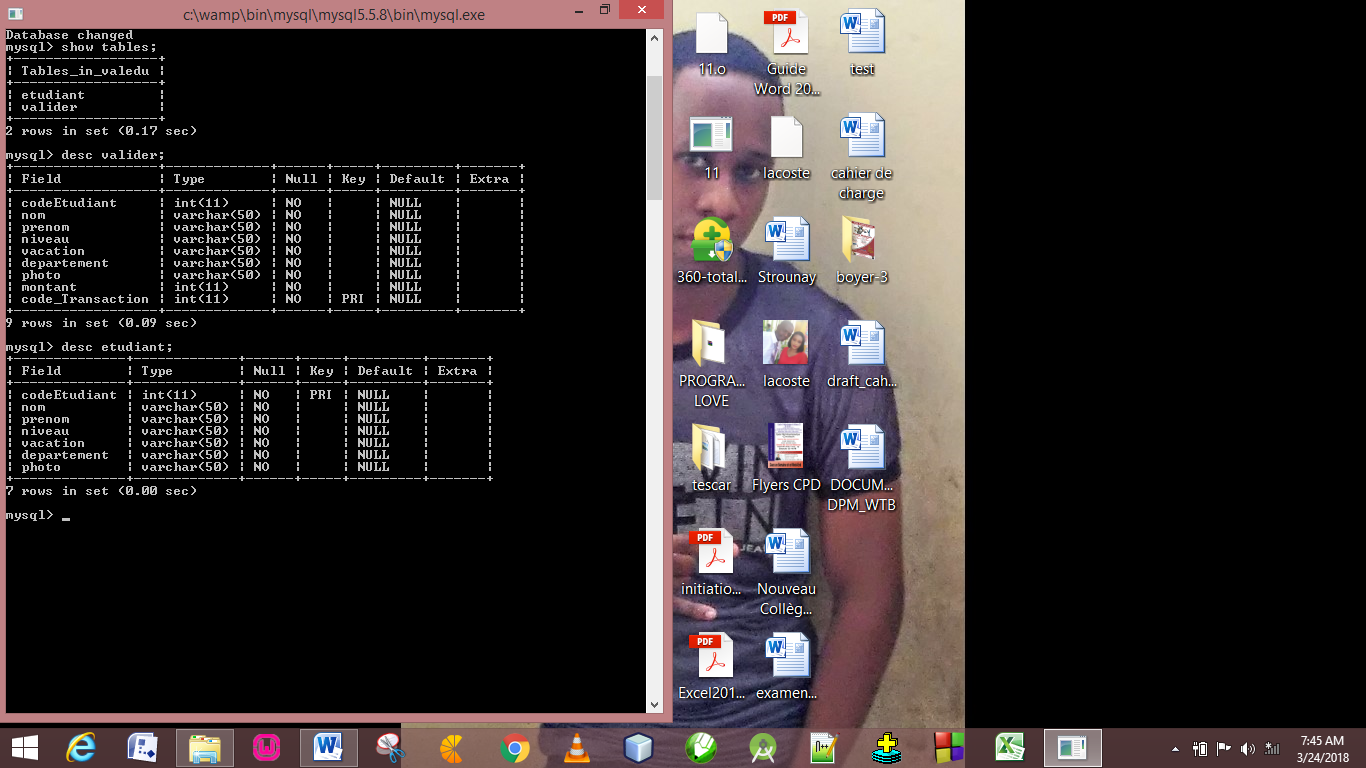 c:\wamp\bin\mysql\mysql5.5.8\bin\mysql.exe
Database changed
mysql> show tables;
+------------------+
| Tables_in_valedu |
+------------------+
| etudiant         |
| valider          |
+------------------+
2 rows in set (0.17 sec)
mysql> desc valider;
+------------------+-------------+------+-----+---------+-------+
| Field            | Type        | Null | Key | Default | Extra |
+------------------+-------------+------+-----+---------+-------+
| codeEtudiant     | int(11)     | NO   |     | NULL    |       |
| nom              | varchar(50) | NO   |     | NULL    |       |
| prenom           | varchar(50) | NO   |     | NULL    |       |
| niveau           | varchar(50) | NO   |     | NULL    |       |
| vacation         | varchar(50) | NO   |     | NULL    |       |
| departement      | varchar(50) | NO   |     | NULL    |       |
| photo            | varchar(50) | NO   |     | NULL    |       |
| montant          | int(11)     | NO   |     | NULL    |       |
| code_Transaction | int(11)     | NO   | PRI | NULL    |       |
+------------------+-------------+------+-----+---------+-------+
9 rows in set (0.09 sec)
mysql> desc etudiant;
+--------------+-------------+------+-----+---------+-------+
| Field        | Type        | Null | Key | Default | Extra |
+--------------+-------------+------+-----+---------+-------+
| codeEtudiant | int(11)     | NO   | PRI | NULL    |       |
| nom          | varchar(50) | NO   |     | NULL    |       |
| prenom       | varchar(50) | NO   |     | NULL    |       |
| niveau       | varchar(50) | NO   |     | NULL    |       |
| vacation     | varchar(50) | NO   |     | NULL    |       |
| departement  | varchar(50) | NO   |     | NULL    |       |
| photo        | varchar(50) | NO   |     | NULL    |       |
+--------------+-------------+------+-----+---------+-------+
7 rows in set (0.00 sec)
mysql> _
11.o
Guide
Word 20...
test
11
lacoste
cahier de
charge
360-total...
Strounay
boyer-3
PROGRA...
LOVE
lacoste
draft_cah...
tescar
Flyers CPD
DOCUM...
DPM_WTB
initiatio...
Nouveau
Collèg...
Excel201...
examen...
7:45 AM
3/24/2018